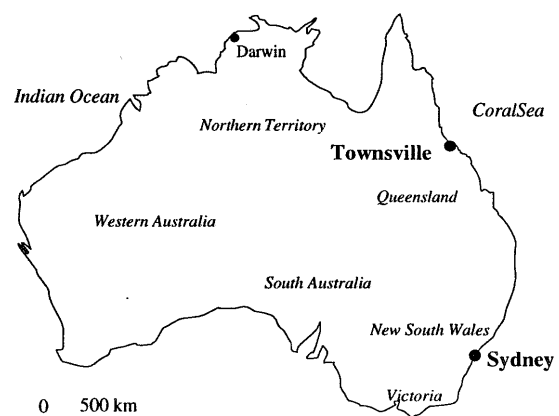 Darwin
Indian Ocean
CoralSea
Northern Territory
Townsville
Queensland
Western Australia
South Australia
New South Wales
Sydney
Victoria
0 500 km